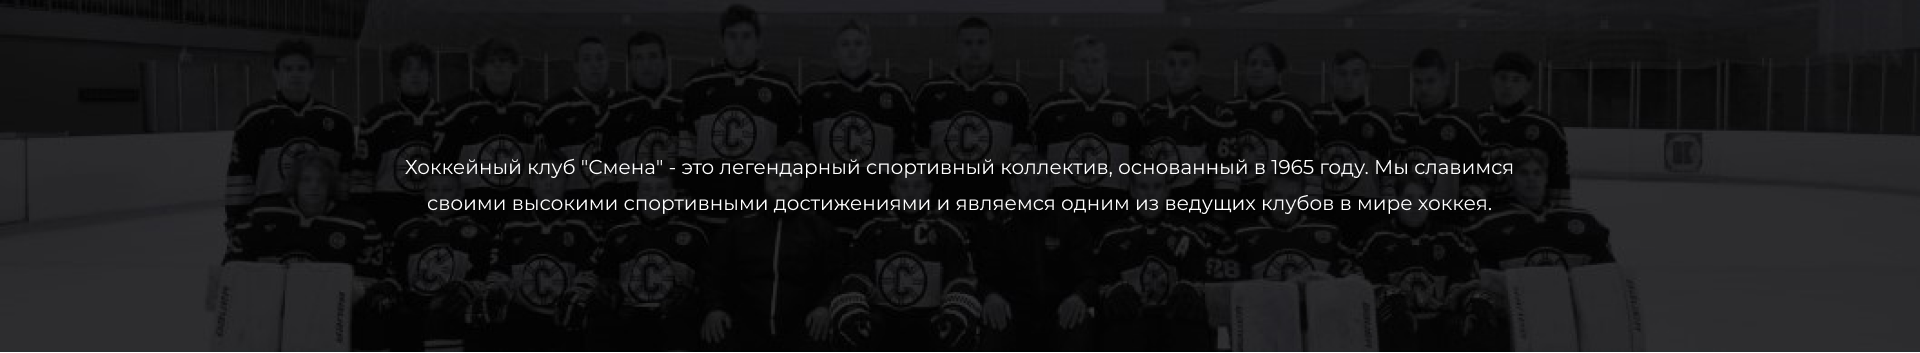 Хоккейный клуб "Смена" - это легендарный спортивный коллектив, основанный в 1965 году. Мы славимся
своими высокими спортивными достижениями и являемся одним из ведущих клубов в мире хоккея.